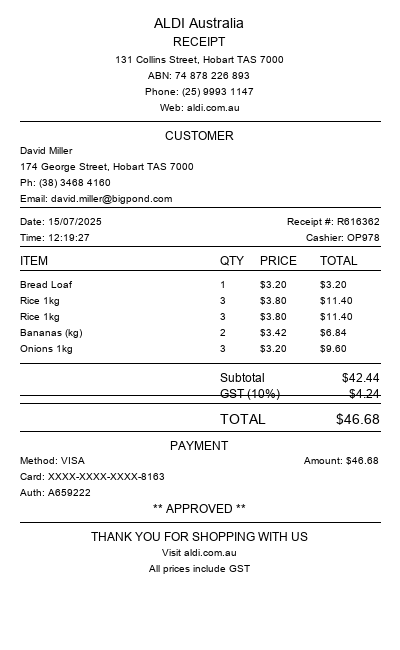 ALDI Australia
RECEIPT
131 Collins Street, Hobart TAS 7000
ABN: 74 878 226 893
Phone: (25) 9993 1147
Web: aldi.com.au
CUSTOMER
David Miller
174 George Street, Hobart TAS 7000
Ph: (38) 3468 4160
Email: david.miller@bigpond.com
Date: 15/07/2025 Receipt #: R616362
Time: 12:19:27 Cashier: OP978
ITEM QTY PRICE TOTAL
Bread Loaf 1 $3.20 $3.20
Rice 1kg 3 $3.80 $11.40
Rice 1kg 3 $3.80 $11.40
Bananas (kg) 2 $3.42 $6.84
Onions 1kg 3 $3.20 $9.60
Subtotal $42.44
GST (10%) $4.24
TOTAL $46.68
PAYMENT
Method: VISA Amount: $46.68
Card: XXXX-XXXX-XXXX-8163
Auth: A659222
** APPROVED **
THANK YOU FOR SHOPPING WITH US
Visit aldi.com.au
All prices include GST